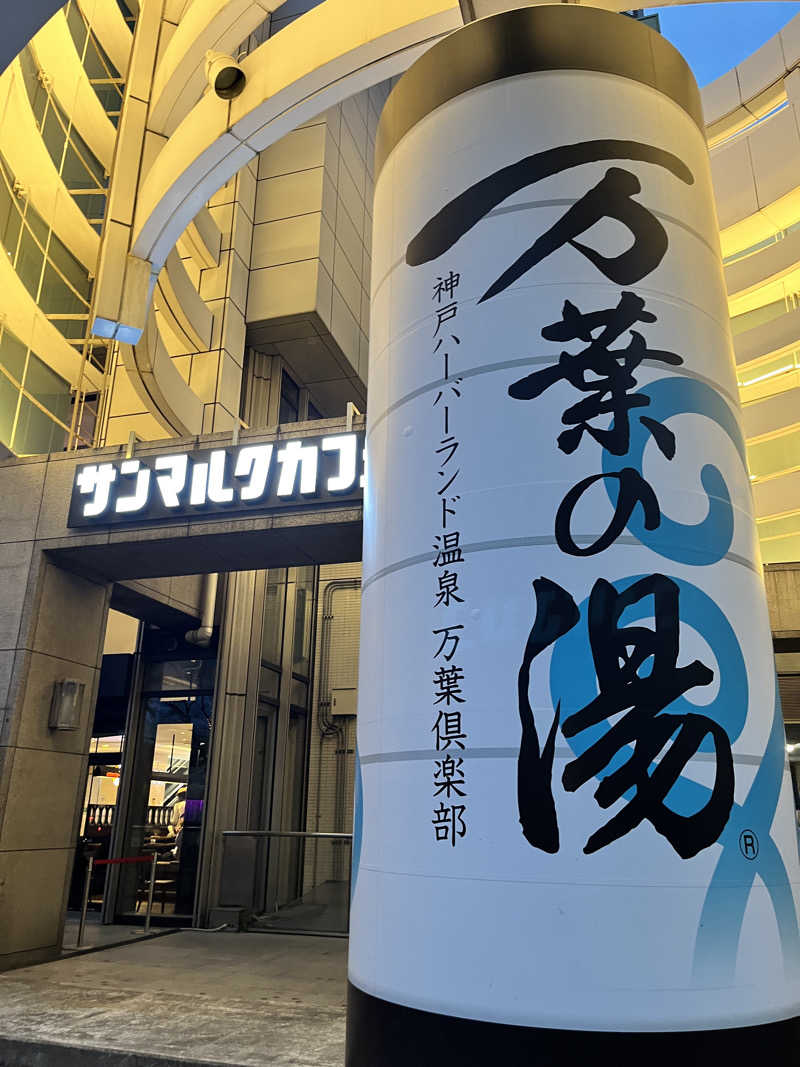 万葉の湯
神戸ハーバーランド温泉 万葉倶楽部
®
サンマルクカフェ